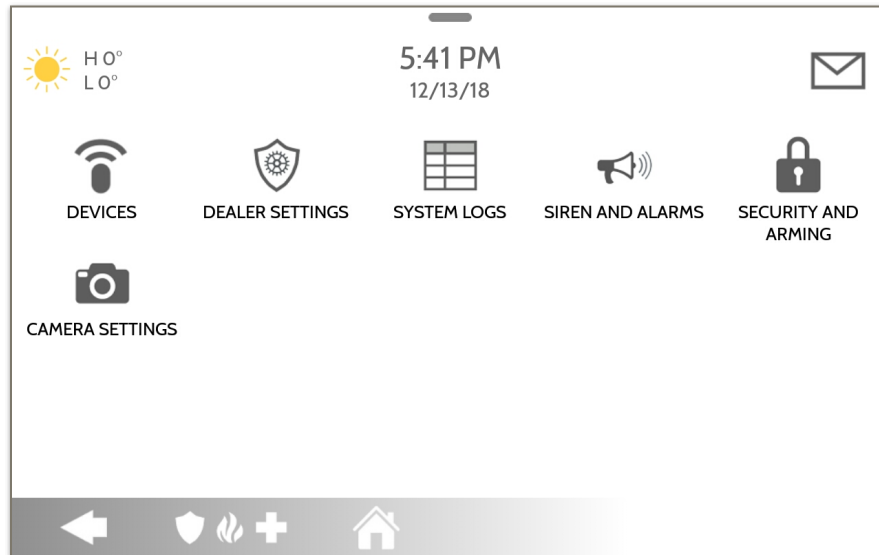 H 0°
L 0°
5:41 PM
12/13/18
DEVICES
DEALER SETTINGS
SYSTEM LOGS
SIREN AND ALARMS
SECURITY AND
ARMING
CAMERA SETTINGS